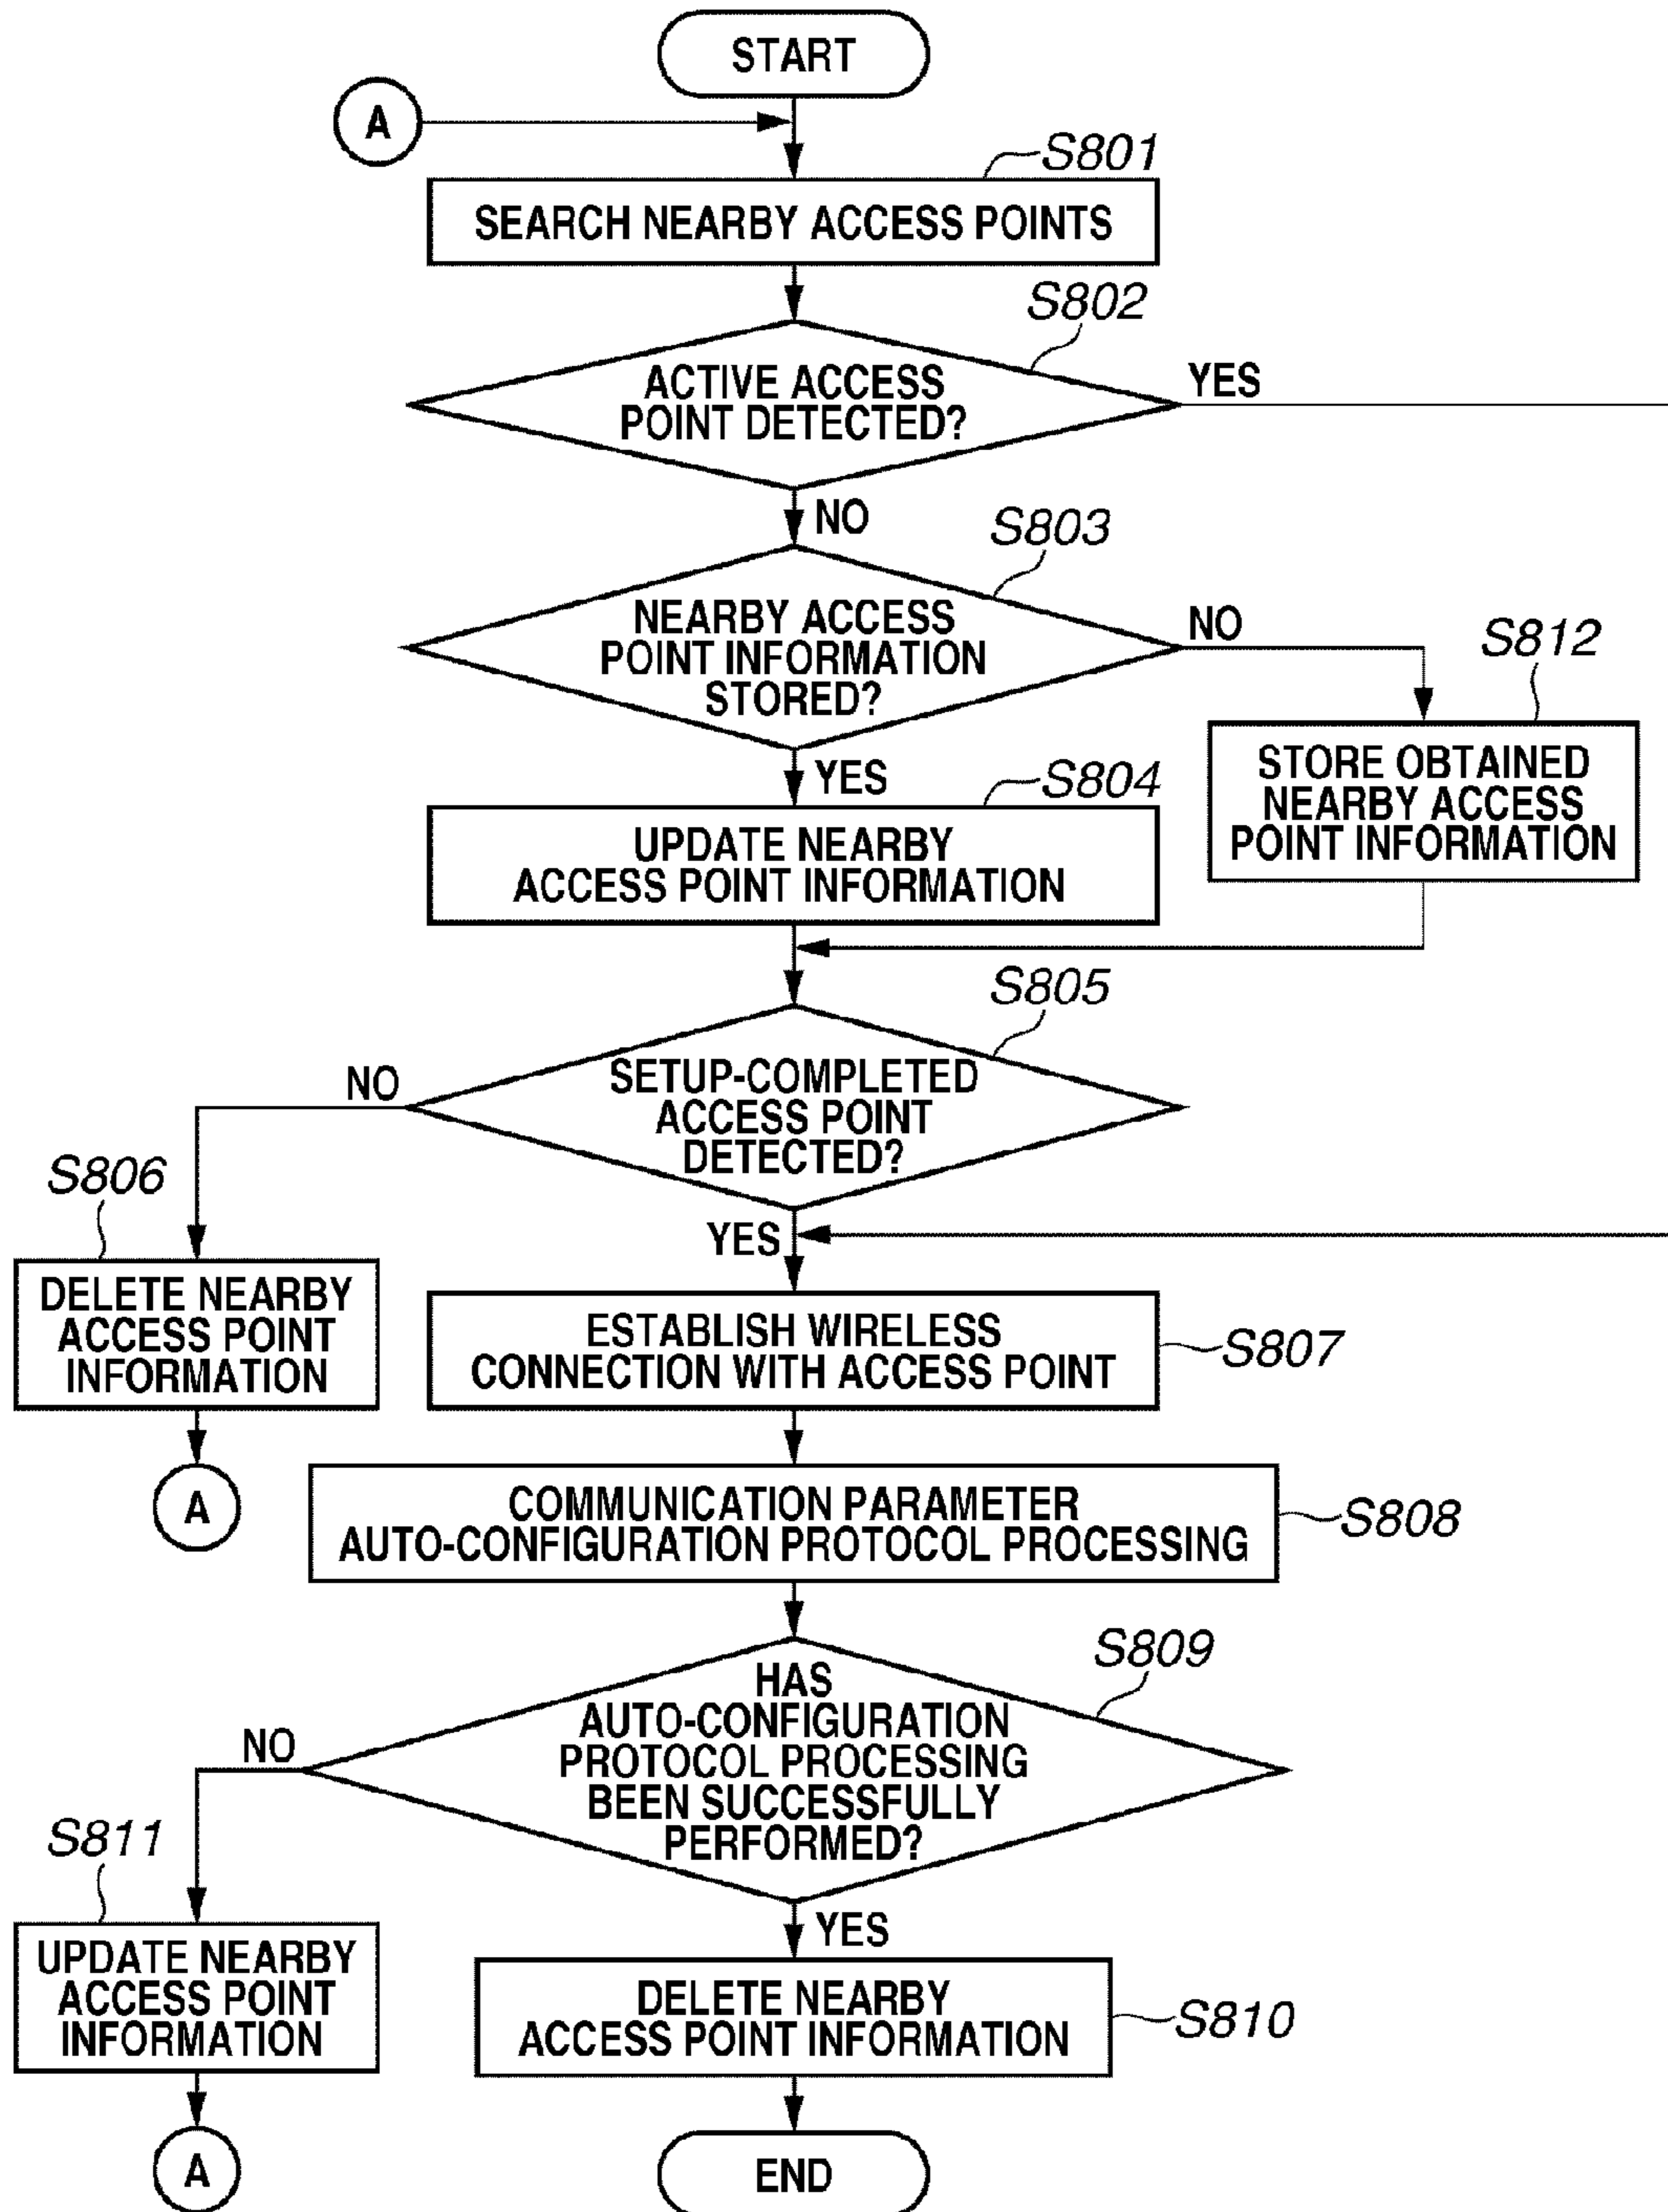 START
A
S801
SEARCH NEARBY ACCESS POINTS
S802
ACTIVE ACCESS
POINT DETECTED?
YES
NO
S803
NEARBY ACCESS
POINT INFORMATION
STORED?
NO
S812
STORE OBTAINED
NEARBY ACCESS
POINT INFORMATION
YES
S804
UPDATE NEARBY
ACCESS POINT INFORMATION
S805
SETUP-COMPLETED
ACCESS POINT
DETECTED?
NO
S806
DELETE NEARBY
ACCESS POINT
INFORMATION
A
YES
ESTABLISH WIRELESS
CONNECTION WITH ACCESS POINT
S807
COMMUNICATION PARAMETER
AUTO-CONFIGURATION PROTOCOL PROCESSING
S808
S809
HAS
AUTO-CONFIGURATION
PROTOCOL PROCESSING
BEEN SUCCESSFULLY
PERFORMED?
NO
S811
UPDATE NEARBY
ACCESS POINT
INFORMATION
A
YES
DELETE NEARBY
ACCESS POINT INFORMATION
S810
END